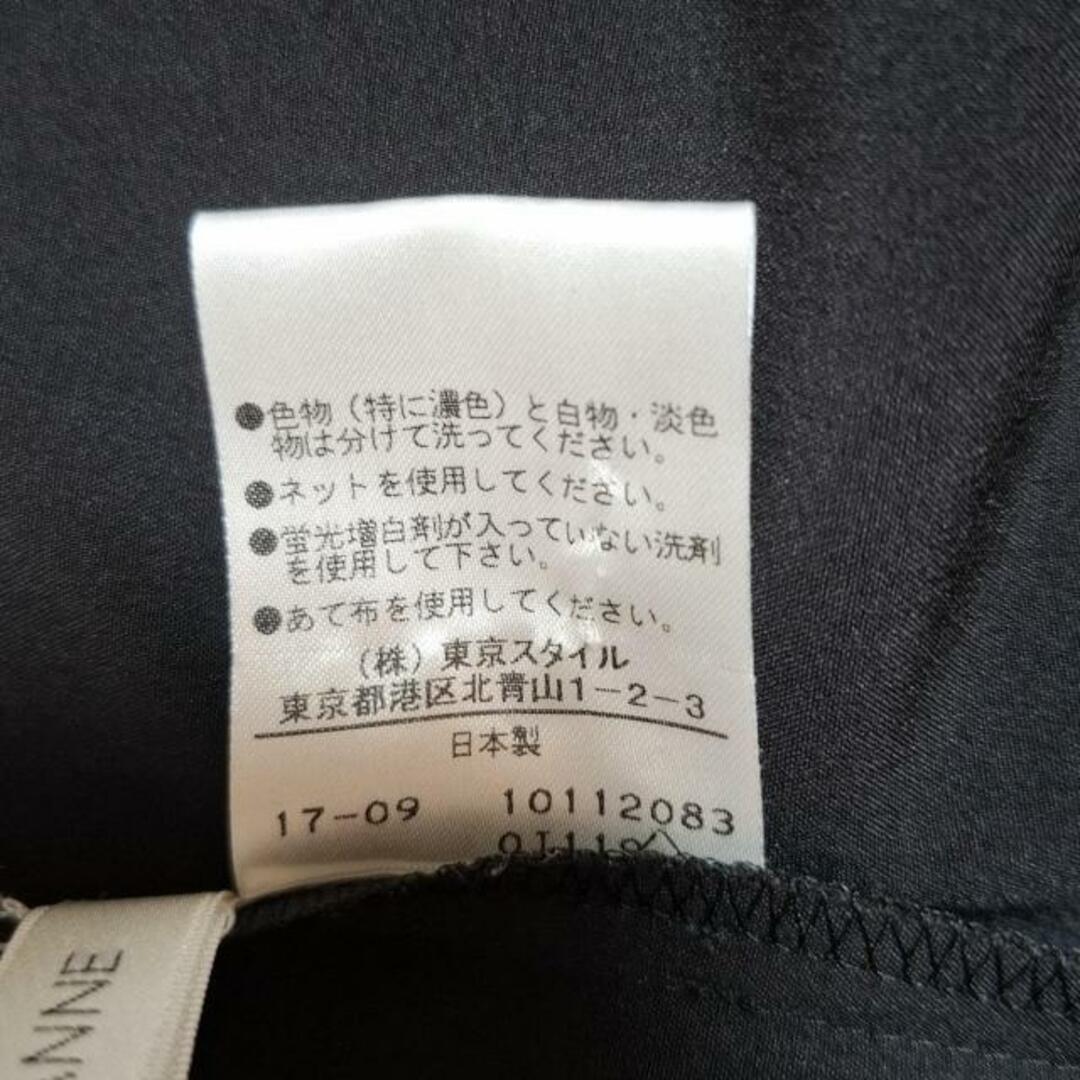 ●色物（特に濃色）と白物・淡色
物は分けて洗ってください。
●ネットを使用してください。
●蛍光増白剤が入っていない洗剤
を使用して下さい。
●あて布を使用してください。
（株）東京スタイル
東京都港区北青山1-2-3
日本製
17-09 10112083